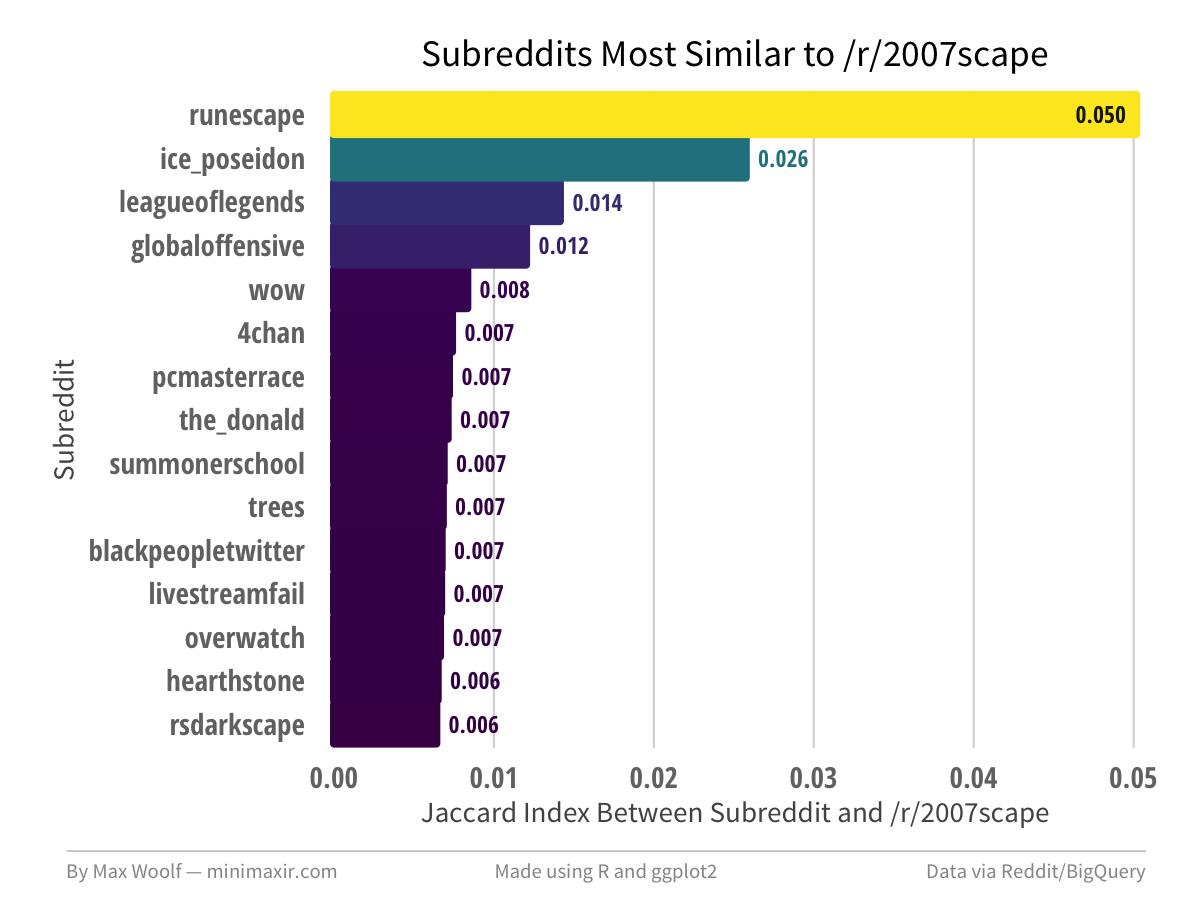 Subreddits Most Similar to /r/2007scape
runescape 0.050
ice_poseidon 0.026
leagueoflegends 0.014
globaloffensive 0.012
wow 0.008
4chan 0.007
pcmasterrace 0.007
the_donald 0.007
summonerschool 0.007
trees 0.007
blackpeopletwitter 0.007
livestreamfail 0.007
overwatch 0.007
hearthstone 0.006
rsdarkscape 0.006
Subreddit
0.00 0.01 0.02 0.03 0.04 0.05
Jaccard Index Between Subreddit and /r/2007scape
By Max Woolf — minimaxir.com Made using R and ggplot2 Data via Reddit/BigQuery